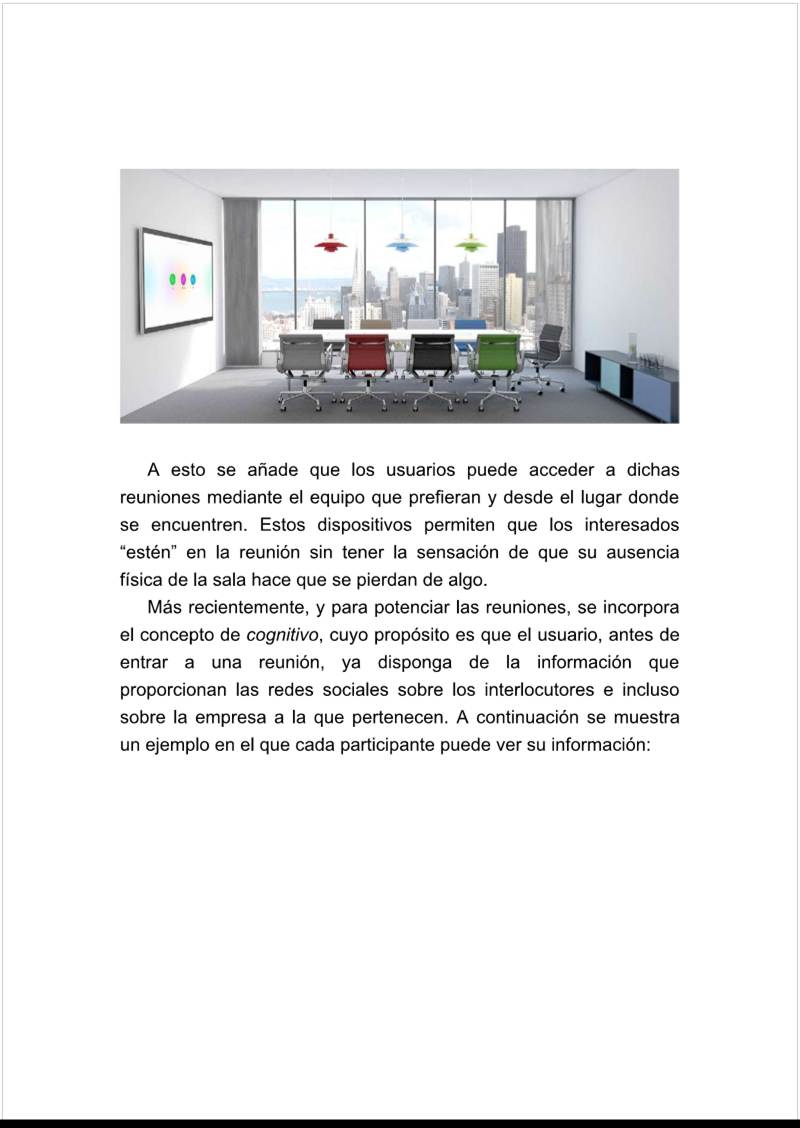 A esto se añade que los usuarios puede acceder a dichas
reuniones mediante el equipo que prefieran y desde el lugar donde
se encuentren. Estos dispositivos permiten que los interesados
“estén” en la reunión sin tener la sensación de que su ausencia
física de la sala hace que se pierdan de algo.
Más recientemente, y para potenciar las reuniones, se incorpora
el concepto de cognitivo, cuyo propósito es que el usuario, antes de
entrar a una reunión, ya disponga de la información que
proporcionan las redes sociales sobre los interlocutores e incluso
sobre la empresa a la que pertenecen. A continuación se muestra
un ejemplo en el que cada participante puede ver su información: